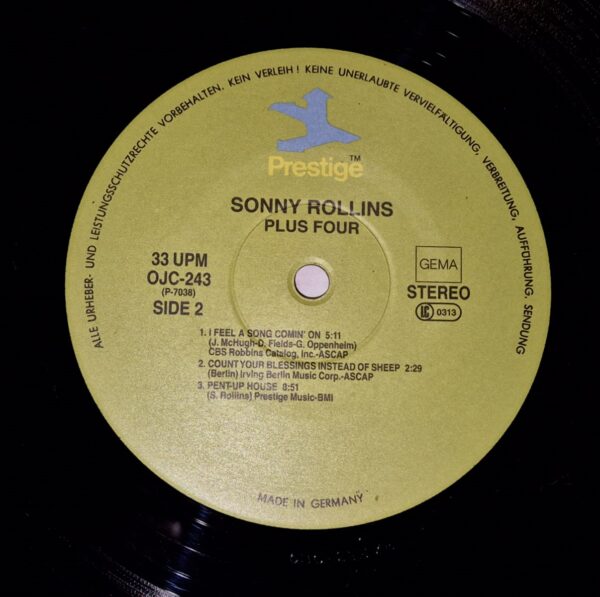 ALLE URHEBER- UND LEISTUNGSSCHUTZRECHTE VORBEHALTEN. KEIN VERLEIH! KEINE UNERLAUBTE VERVIELFÄLTIGUNG, VERBREITUNG, AUFFÜHRUNG, SENDUNG
Prestige™
SONNY ROLLINS
PLUS FOUR
33 UPM
OJC-243
(P-7038)
SIDE 2
GEMA
STEREO
LC 0313
1. I FEEL A SONG COMIN' ON 5:11
(J. McHugh-D. Fields-G. Oppenheim)
CBS Robbins Catalog, Inc.-ASCAP
2. COUNT YOUR BLESSINGS INSTEAD OF SHEEP 2:29
(Berlin) Irving Berlin Music Corp.-ASCAP
3. PENT-UP HOUSE 8:51
(S. Rollins) Prestige Music-BMI
MADE IN GERMANY